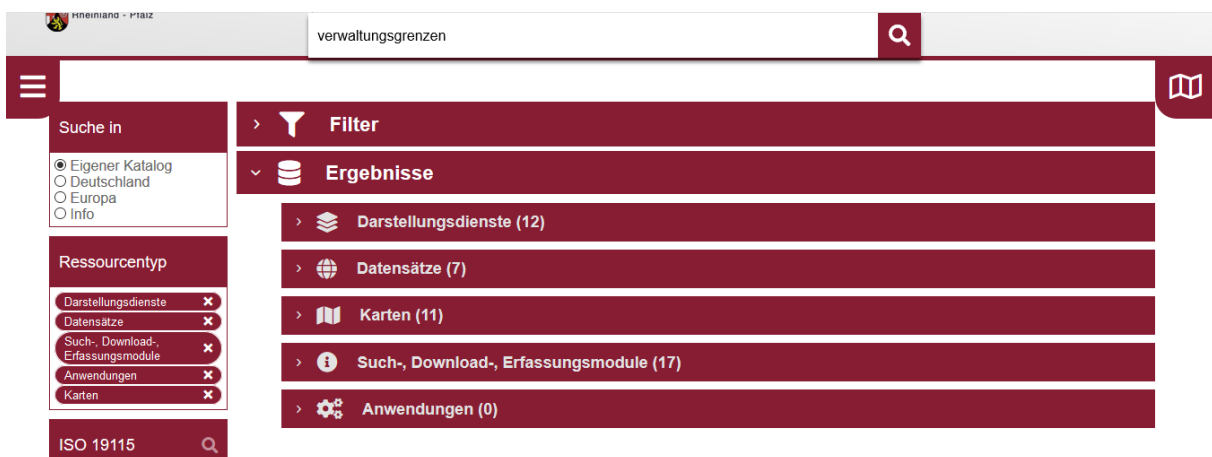 Rheinland - Pfalz
verwaltungsgrenzen
Suche in
Eigener Katalog
Deutschland
Europa
Info
Ressourcentyp
Darstellungsdienste
Datensätze
Such-, Download-,
Erfassungsmodule
Anwendungen
Karten
ISO 19115
Filter
Ergebnisse
Darstellungsdienste (12)
Datensätze (7)
Karten (11)
Such-, Download-, Erfassungsmodule (17)
Anwendungen (0)